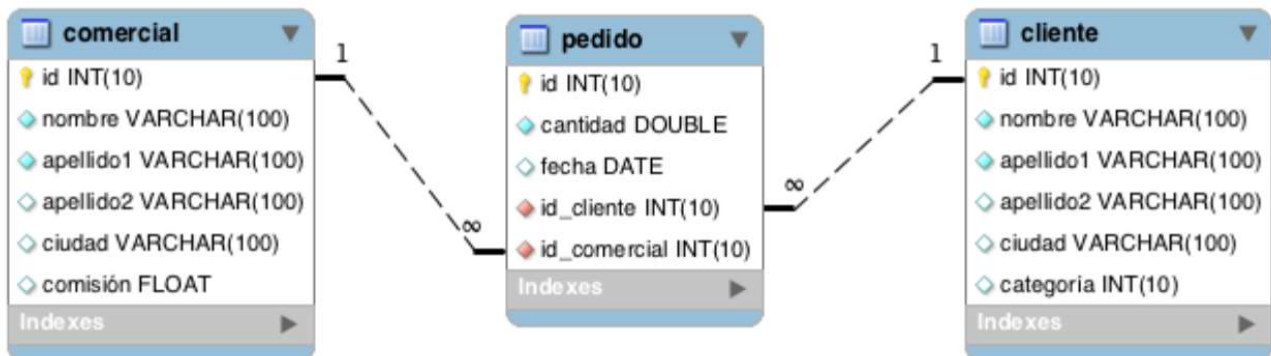 comercial
id INT(10)
nombre VARCHAR(100)
apellido1 VARCHAR(100)
apellido2 VARCHAR(100)
ciudad VARCHAR(100)
comisión FLOAT
Indexes
1
∞
pedido
id INT(10)
cantidad DOUBLE
fecha DATE
id_cliente INT(10)
id_comercial INT(10)
Indexes
1
∞
cliente
id INT(10)
nombre VARCHAR(100)
apellido1 VARCHAR(100)
apellido2 VARCHAR(100)
ciudad VARCHAR(100)
categoría INT(10)
Indexes